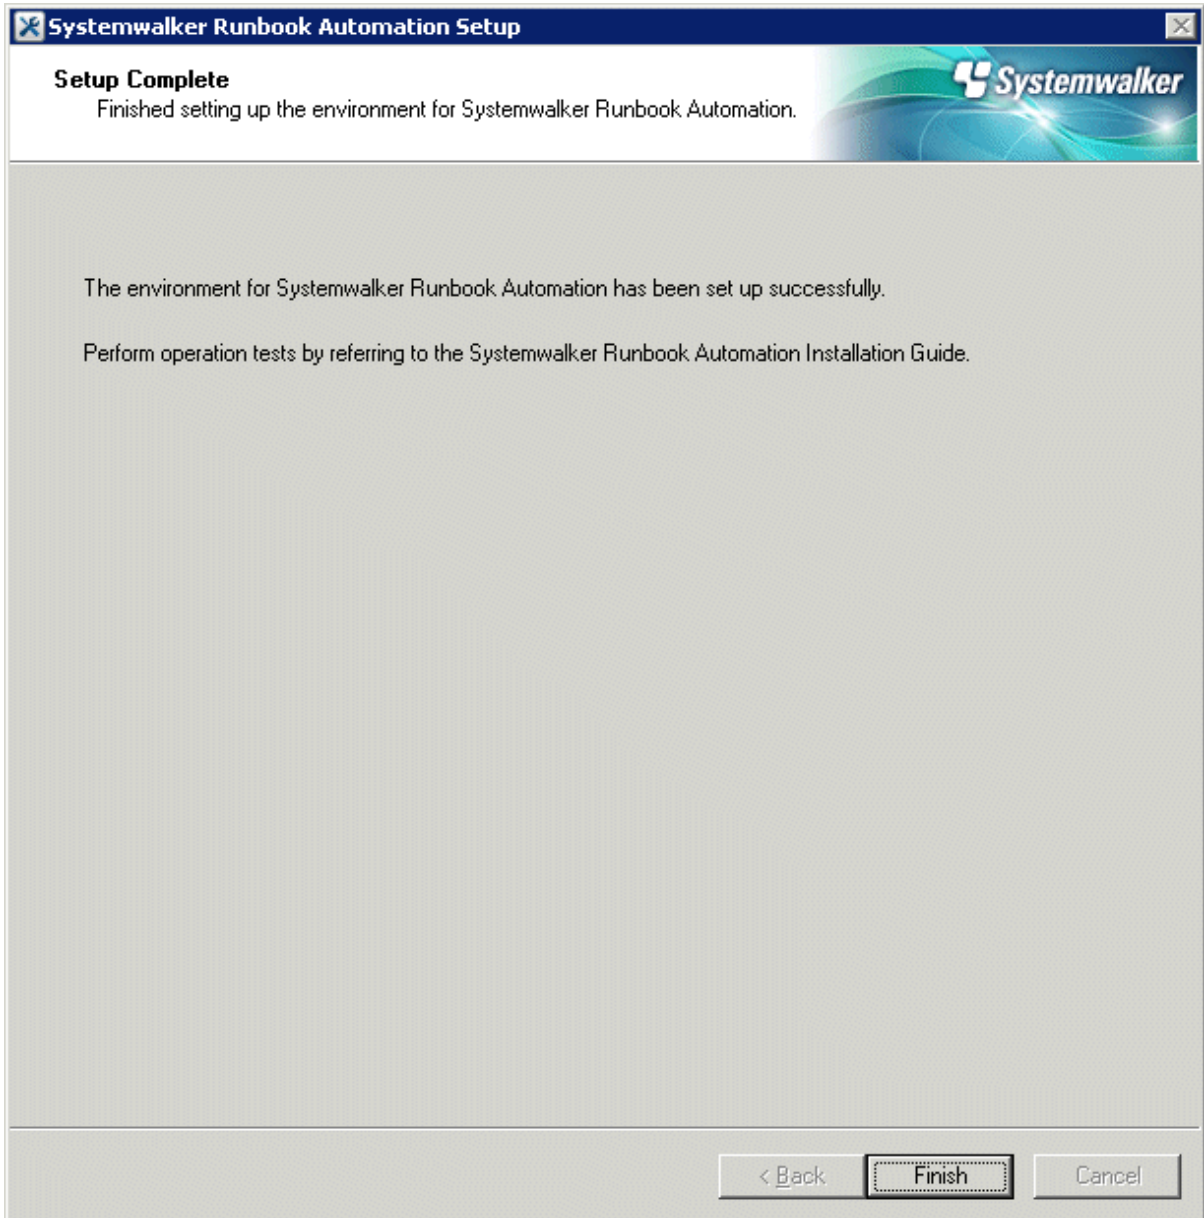 Systemwalker Runbook Automation Setup
Setup Complete
Finished setting up the environment for Systemwalker Runbook Automation.
Systemwalker
The environment for Systemwalker Runbook Automation has been set up successfully.
Perform operation tests by referring to the Systemwalker Runbook Automation Installation Guide.
< Back
Finish
Cancel